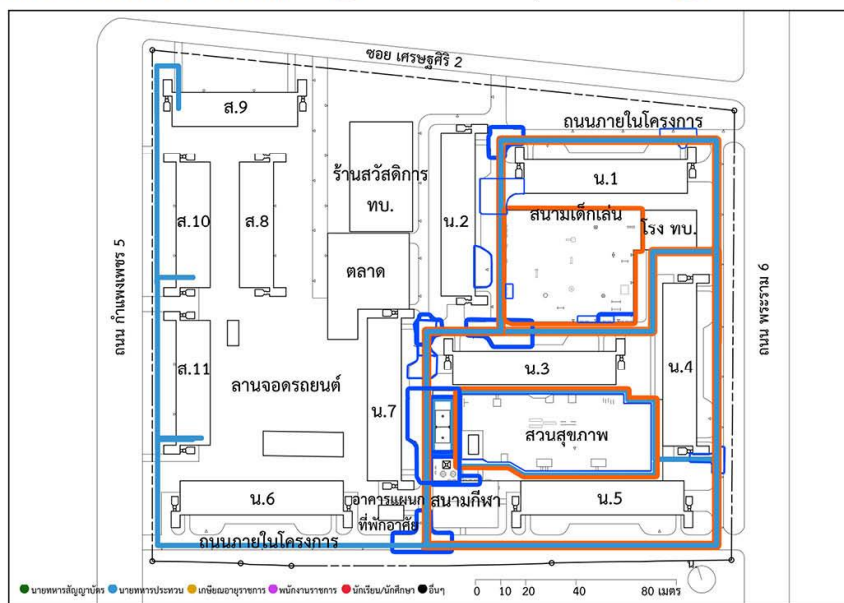 ซอย เศรษฐศิริ 2
ส.9
ถนนภายในโครงการ
ร้านสวัสดิการ
ทบ.
น.1
ส.10
ส.8
น.2
สนามเด็กเล่น
โรง ทบ.
ถนน กำแพงเพชร 5
ตลาด
ถนน พระราม 6
ส.11
น.3
น.4
ลานจอดรถยนต์
น.7
สวนสุขภาพ
น.6
อาคารแผนก
ที่พักอาศัย
สนามกีฬา
น.5
ถนนภายในโครงการ
น.
นายทหารสัญญาบัตร นายทหารประทวน เกษียณอายุราชการ พนักงานราชการ นักเรียน/นักศึกษา อื่นๆ
0 10 20 40 80 เมตร